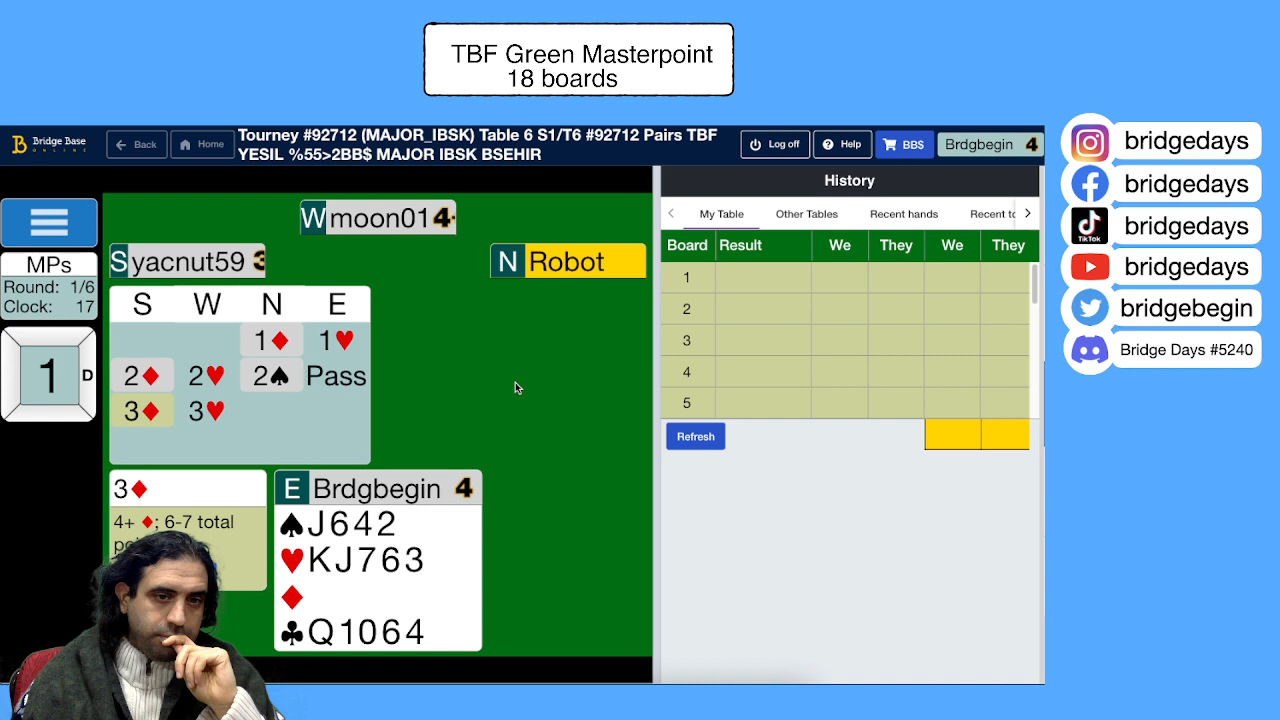 TBF Green Masterpoint
18 boards
Bridge Base
ONLINE
Back
Home
Tourney #92712 (MAJOR_IBSK) Table 6 S1/T6 #92712 Pairs TBF
YESIL %55>2BB$ MAJOR IBSK BSEHIR
Log off
Help
BB$
Brdgbegin 4
MPs
Round: 1/6
Clock: 17
1 D
W moon01 4
S yacnut59 3
N Robot
S W N E
1♦ 1♥
2♦ 2♥ 2♠ Pass
3♦ 3♥
3♦
4+ ♦; 6-7 total
E Brdgbegin 4
♠J642
♥KJ763
♦
♣Q1064
History
My Table Other Tables Recent hands Recent to
Board Result We They We They
1
2
3
4
5
Refresh
bridgedays
bridgedays
TikTok
bridgedays
bridgedays
bridgebegin
Bridge Days #5240